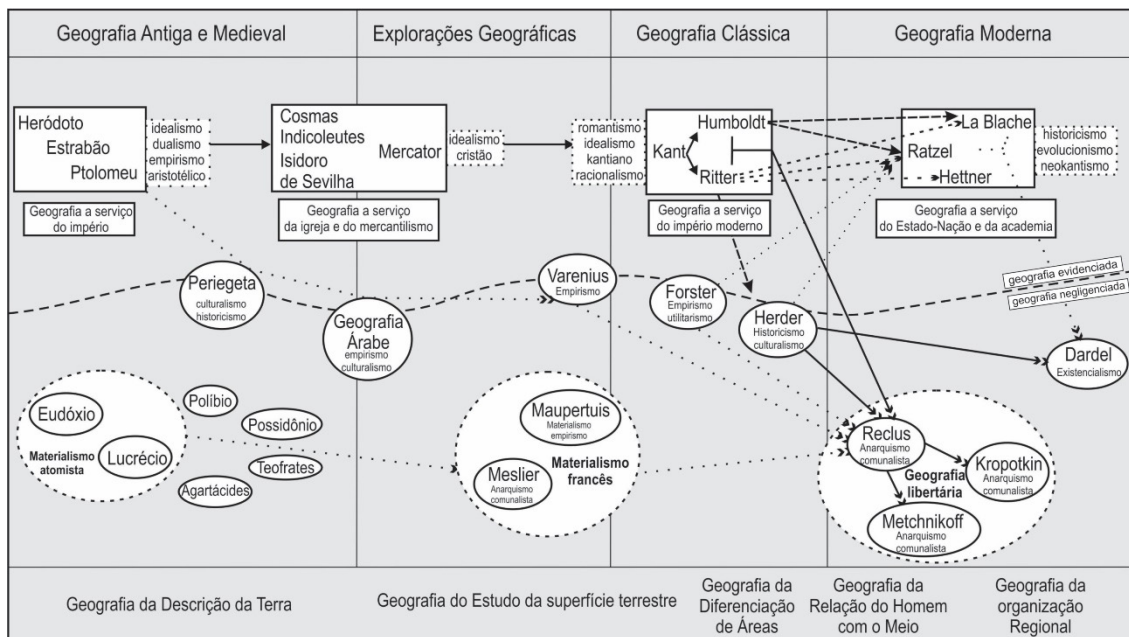 Geografia Antiga e Medieval
Explorações Geográficas
Geografia Clássica
Geografia Moderna
Heródoto
Estrabão
Ptolomeu
idealismo
dualismo
empirismo
aristotélico
Geografia a serviço
do império
Cosmas
Indicoleutes
Isidoro
de Sevilha
Mercator
idealismo
cristão
Geografia a serviço
da igreja e do mercantilismo
romantismo
idealismo
kantiano
racionalismo
Humboldt
Kant
Ritter
Geografia a serviço
do império moderno
La Blache
Ratzel
Hettner
historicismo
evolucionismo
neokantismo
Geografia a serviço
do Estado-Nação e da academia
geografia evidenciada
geografia negligenciada
Periegeta
culturalismo
historicismo
Geografia
Árabe
empirismo
culturalismo
Varenius
Empirismo
Forster
Empirismo
utilitarismo
Herder
Historicismo
culturalismo
Dardel
Existencialismo
Eudóxio
Materialismo
atomista
Lucrécio
Políbio
Possidônio
Teofrates
Agartácides
Maupertuis
Materialismo
empirismo
Meslier
Anarquismo
comunalista
Materialismo
francês
Reclus
Anarquismo
comunalista
Geografia
libertária
Kropotkin
Anarquismo
comunalista
Metchnikoff
Anarquismo
comunalista
Geografia da Descrição da Terra
Geografia do Estudo da superfície terrestre
Geografia da
Diferenciação
de Áreas
Geografia da
Relação do Homem
com o Meio
Geografia da
organização
Regional